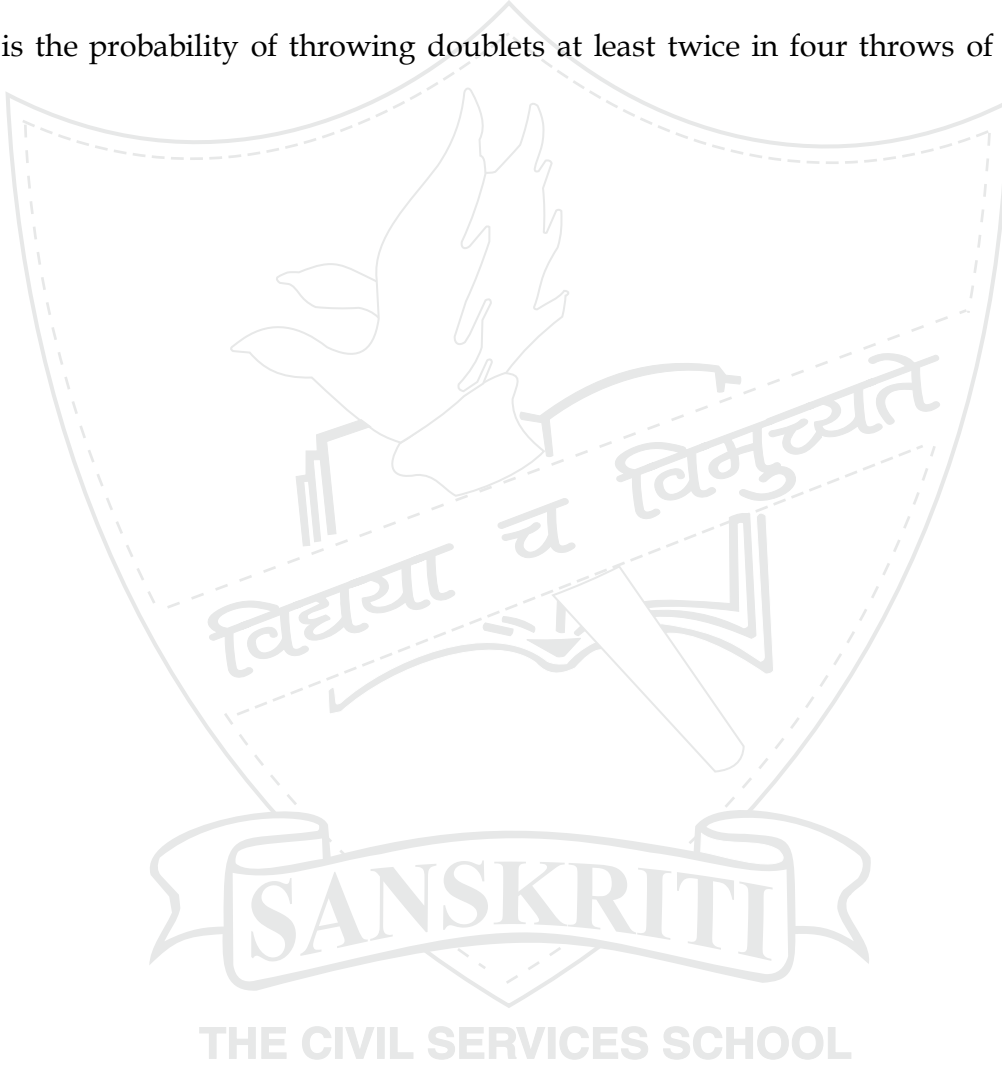 is the probability of throwing doublets at least twice in four throws of
विद्यया च विमुच्यते
SANSKRITI
THE CIVIL SERVICES SCHOOL